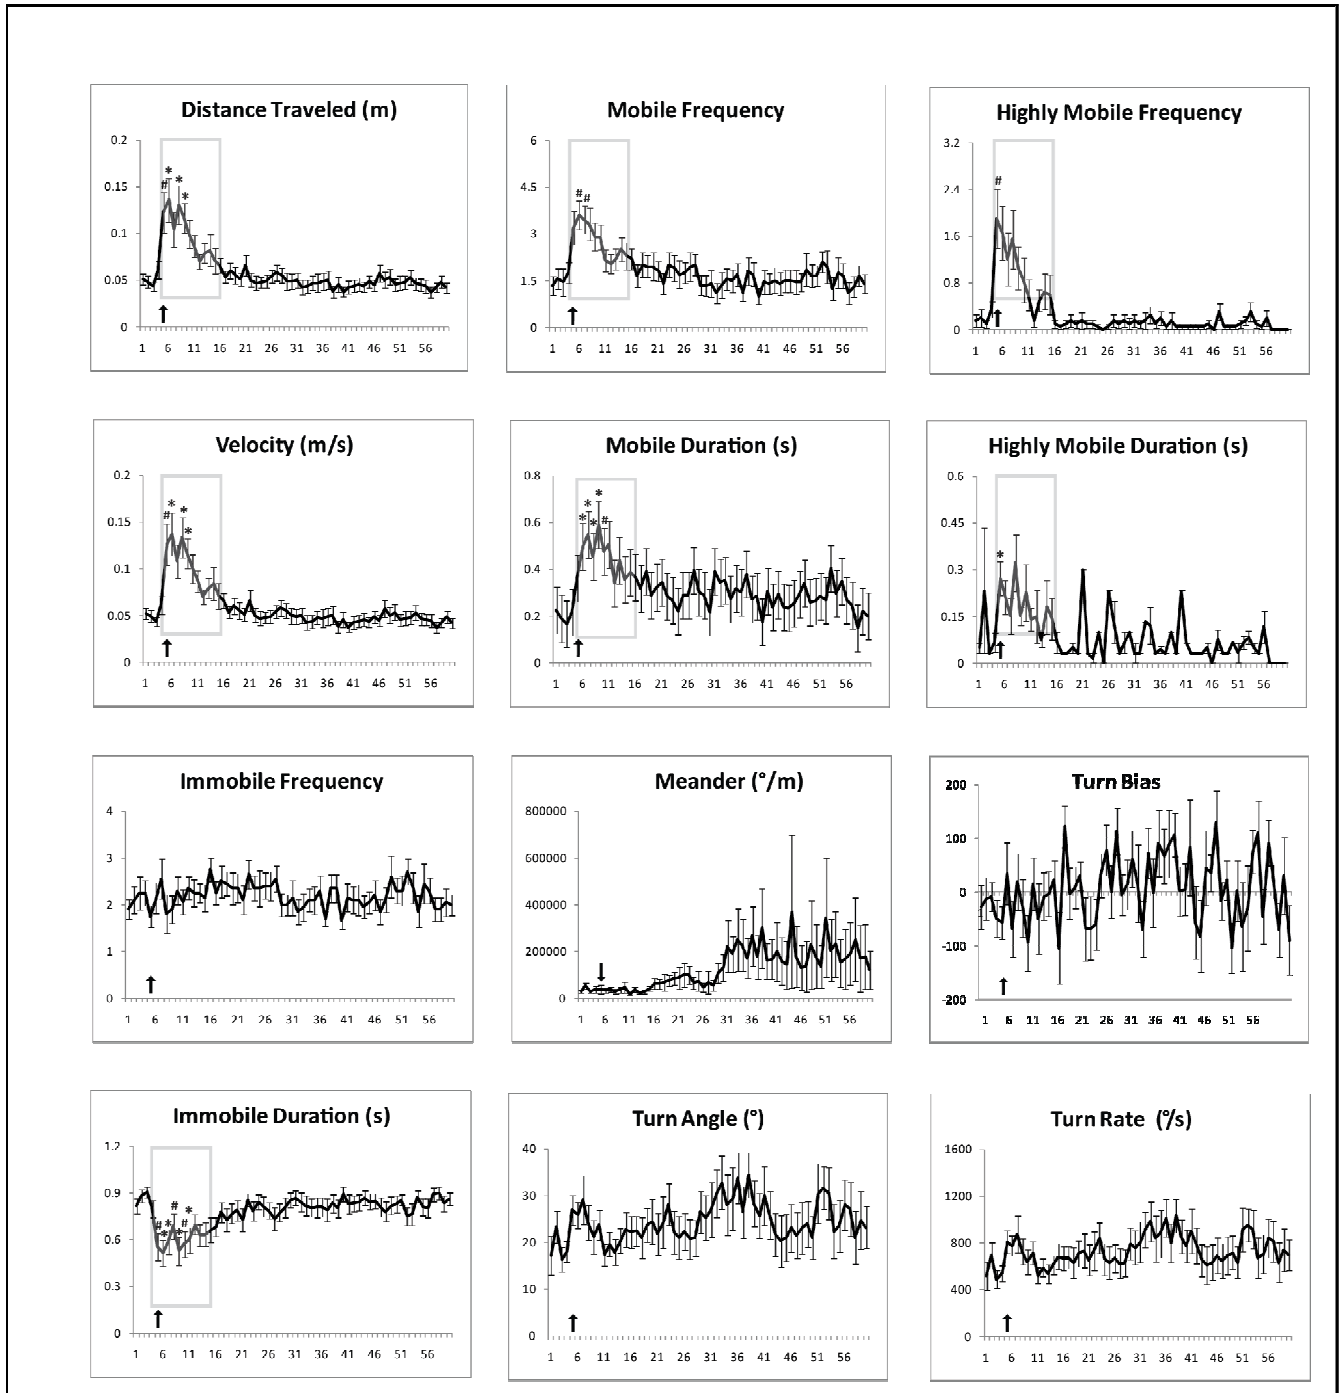 Distance Traveled (m)
0.2
0.15
0.1
0.05
0
# * * *
1 6 11 16 21 26 31 36 41 46 51 56
Mobile Frequency
6
4.5
3
1.5
0
# #
1 6 11 16 21 26 31 36 41 46 51 56
Highly Mobile Frequency
3.2
2.4
1.6
0.8
0
#
1 6 11 16 21 26 31 36 41 46 51 56
Velocity (m/s)
0.2
0.15
0.1
0.05
0
# * * *
1 6 11 16 21 26 31 36 41 46 51 56
Mobile Duration (s)
0.8
0.6
0.4
0.2
0
* * * * #
1 6 11 16 21 26 31 36 41 46 51 56
Highly Mobile Duration (s)
0.6
0.45
0.3
0.15
0
*
1 6 11 16 21 26 31 36 41 46 51 56
Immobile Frequency
4
3
2
1
0
1 6 11 16 21 26 31 36 41 46 51 56
Meander (°/m)
800000
600000
400000
200000
0
1 6 11 16 21 26 31 36 41 46 51 56
Turn Bias
200
100
0
-100
-200
1 6 11 16 21 26 31 36 41 46 51 56
Immobile Duration (s)
1.2
0.9
0.6
0.3
0
# * * # * # *
1 6 11 16 21 26 31 36 41 46 51 56
Turn Angle (°)
40
30
20
10
0
1 6 11 16 21 26 31 36 41 46 51 56
Turn Rate (°/s)
1600
1200
800
400
0
1 6 11 16 21 26 31 36 41 46 51 56